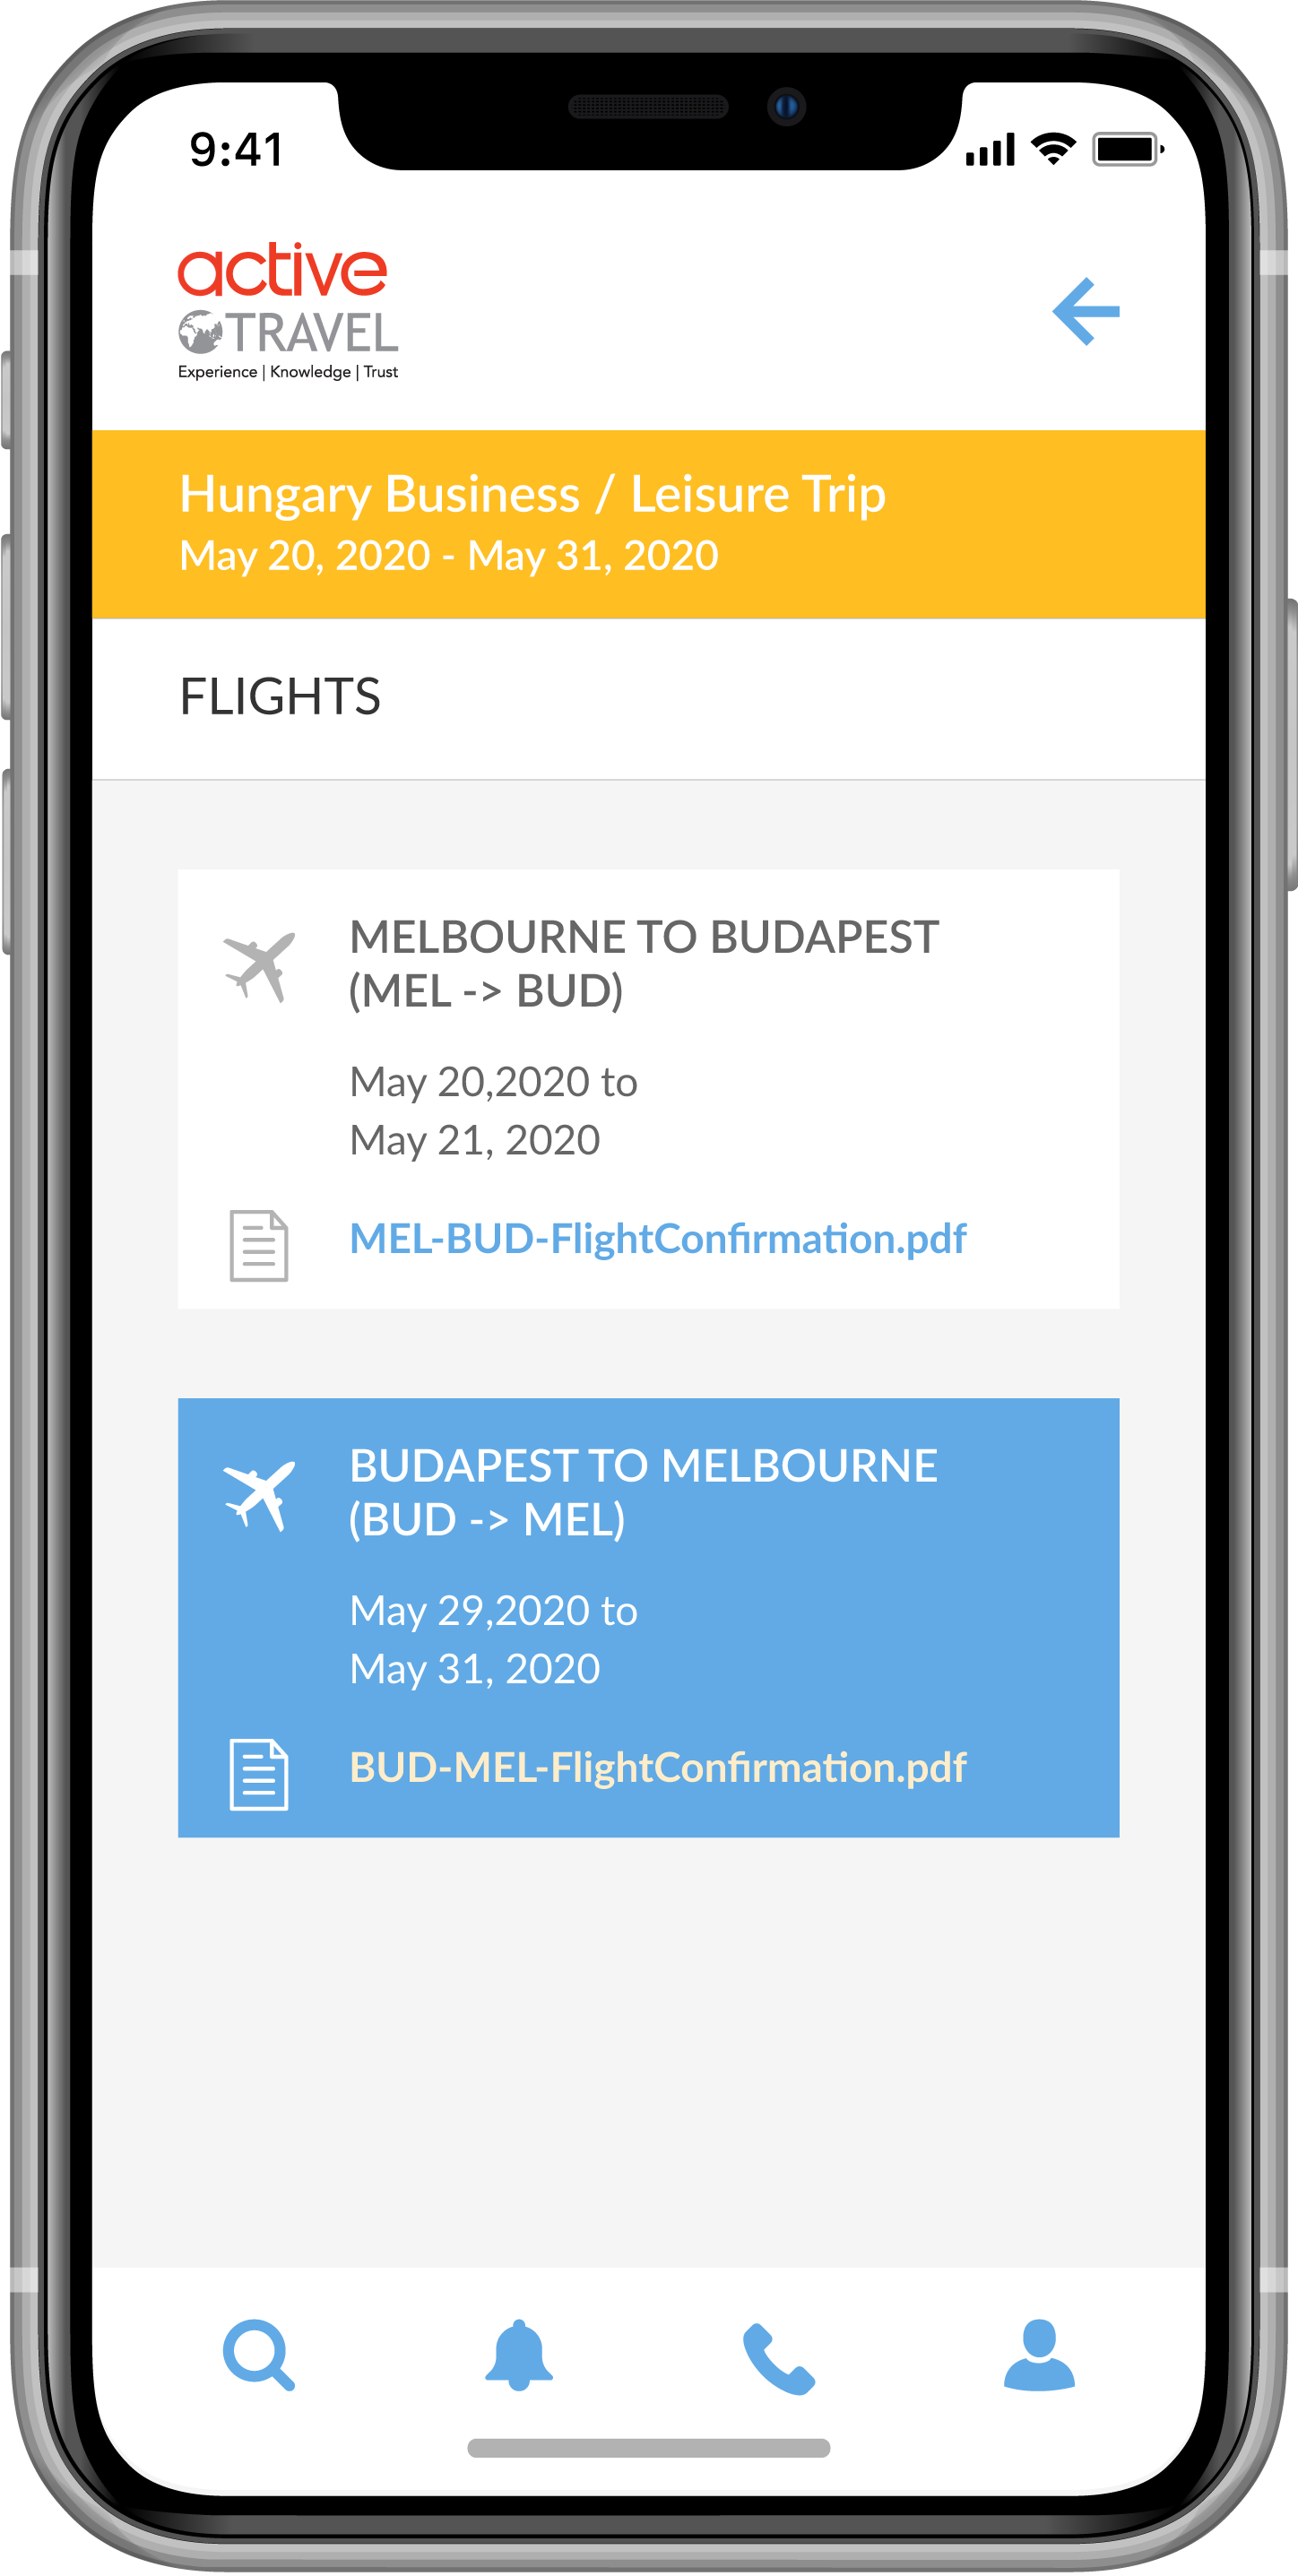 9:41
active
TRAVEL
Experience | Knowledge | Trust
Hungary Business / Leisure Trip
May 20, 2020 - May 31, 2020
FLIGHTS
MELBOURNE TO BUDAPEST
(MEL -> BUD)
May 20,2020 to
May 21, 2020
MEL-BUD-FlightConfirmation.pdf
BUDAPEST TO MELBOURNE
(BUD -> MEL)
May 29,2020 to
May 31, 2020
BUD-MEL-FlightConfirmation.pdf